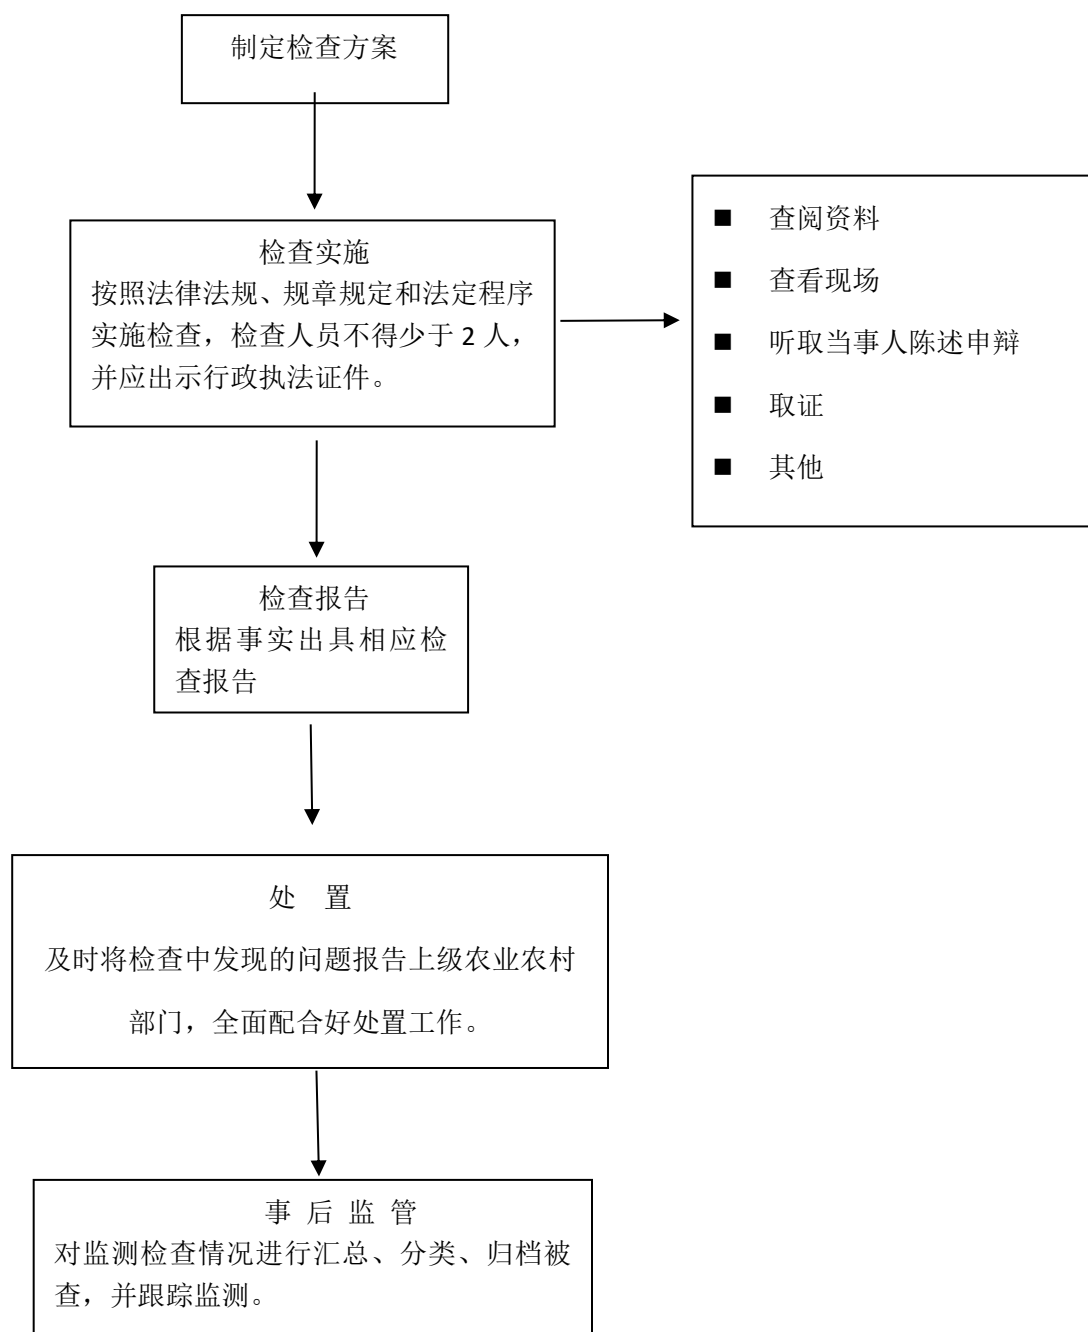 制定检查方案
检查实施
按照法律法规、规章规定和法定程序
实施检查，检查人员不得少于 2 人，
并应出示行政执法证件。
■ 查阅资料
■ 查看现场
■ 听取当事人陈述申辩
■ 取证
■ 其他
检查报告
根据事实出具相应检
查报告
处 置
及时将检查中发现的问题报告上级农业农村
部门，全面配合好处置工作。
事 后 监 管
对监测检查情况进行汇总、分类、归档被
查，并跟踪监测。